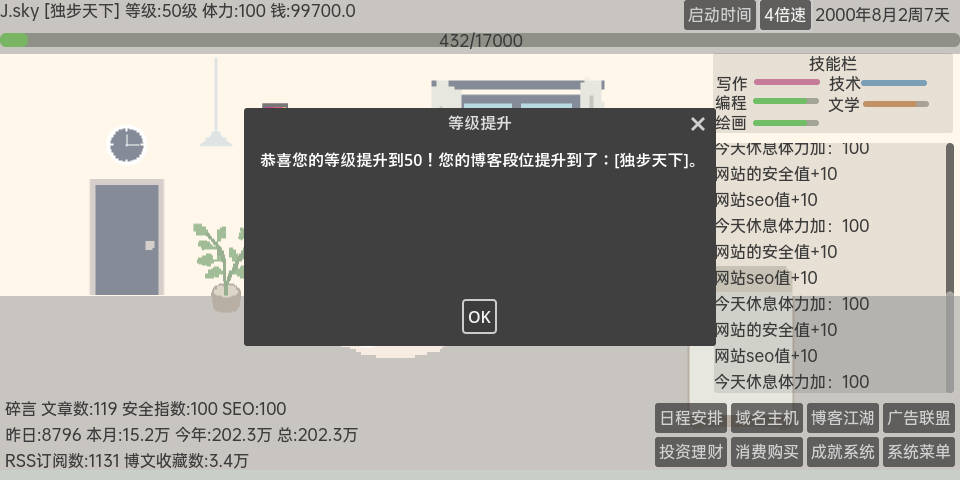 J.sky [独步天下] 等级:50级 体力:100 钱:99700.0
启动时间 4倍速 2000年8月2周7天
432/17000
技能栏
写作 技术
编程 文学
绘画
等级提升
恭喜您的等级提升到50！您的博客段位提升到了：[独步天下]。
OK
今天休息体力加：100
网站的安全值+10
网站seo值+10
今天休息体力加：100
网站的安全值+10
网站seo值+10
今天休息体力加：100
网站的安全值+10
网站seo值+10
今天休息体力加：100
碎言 文章数:119 安全指数:100 SEO:100
昨日:8796 本月:15.2万 今年:202.3万 总:202.3万
RSS订阅数:1131 博文收藏数:3.4万
日程安排 域名主机 博客江湖 广告联盟
投资理财 消费购买 成就系统 系统菜单